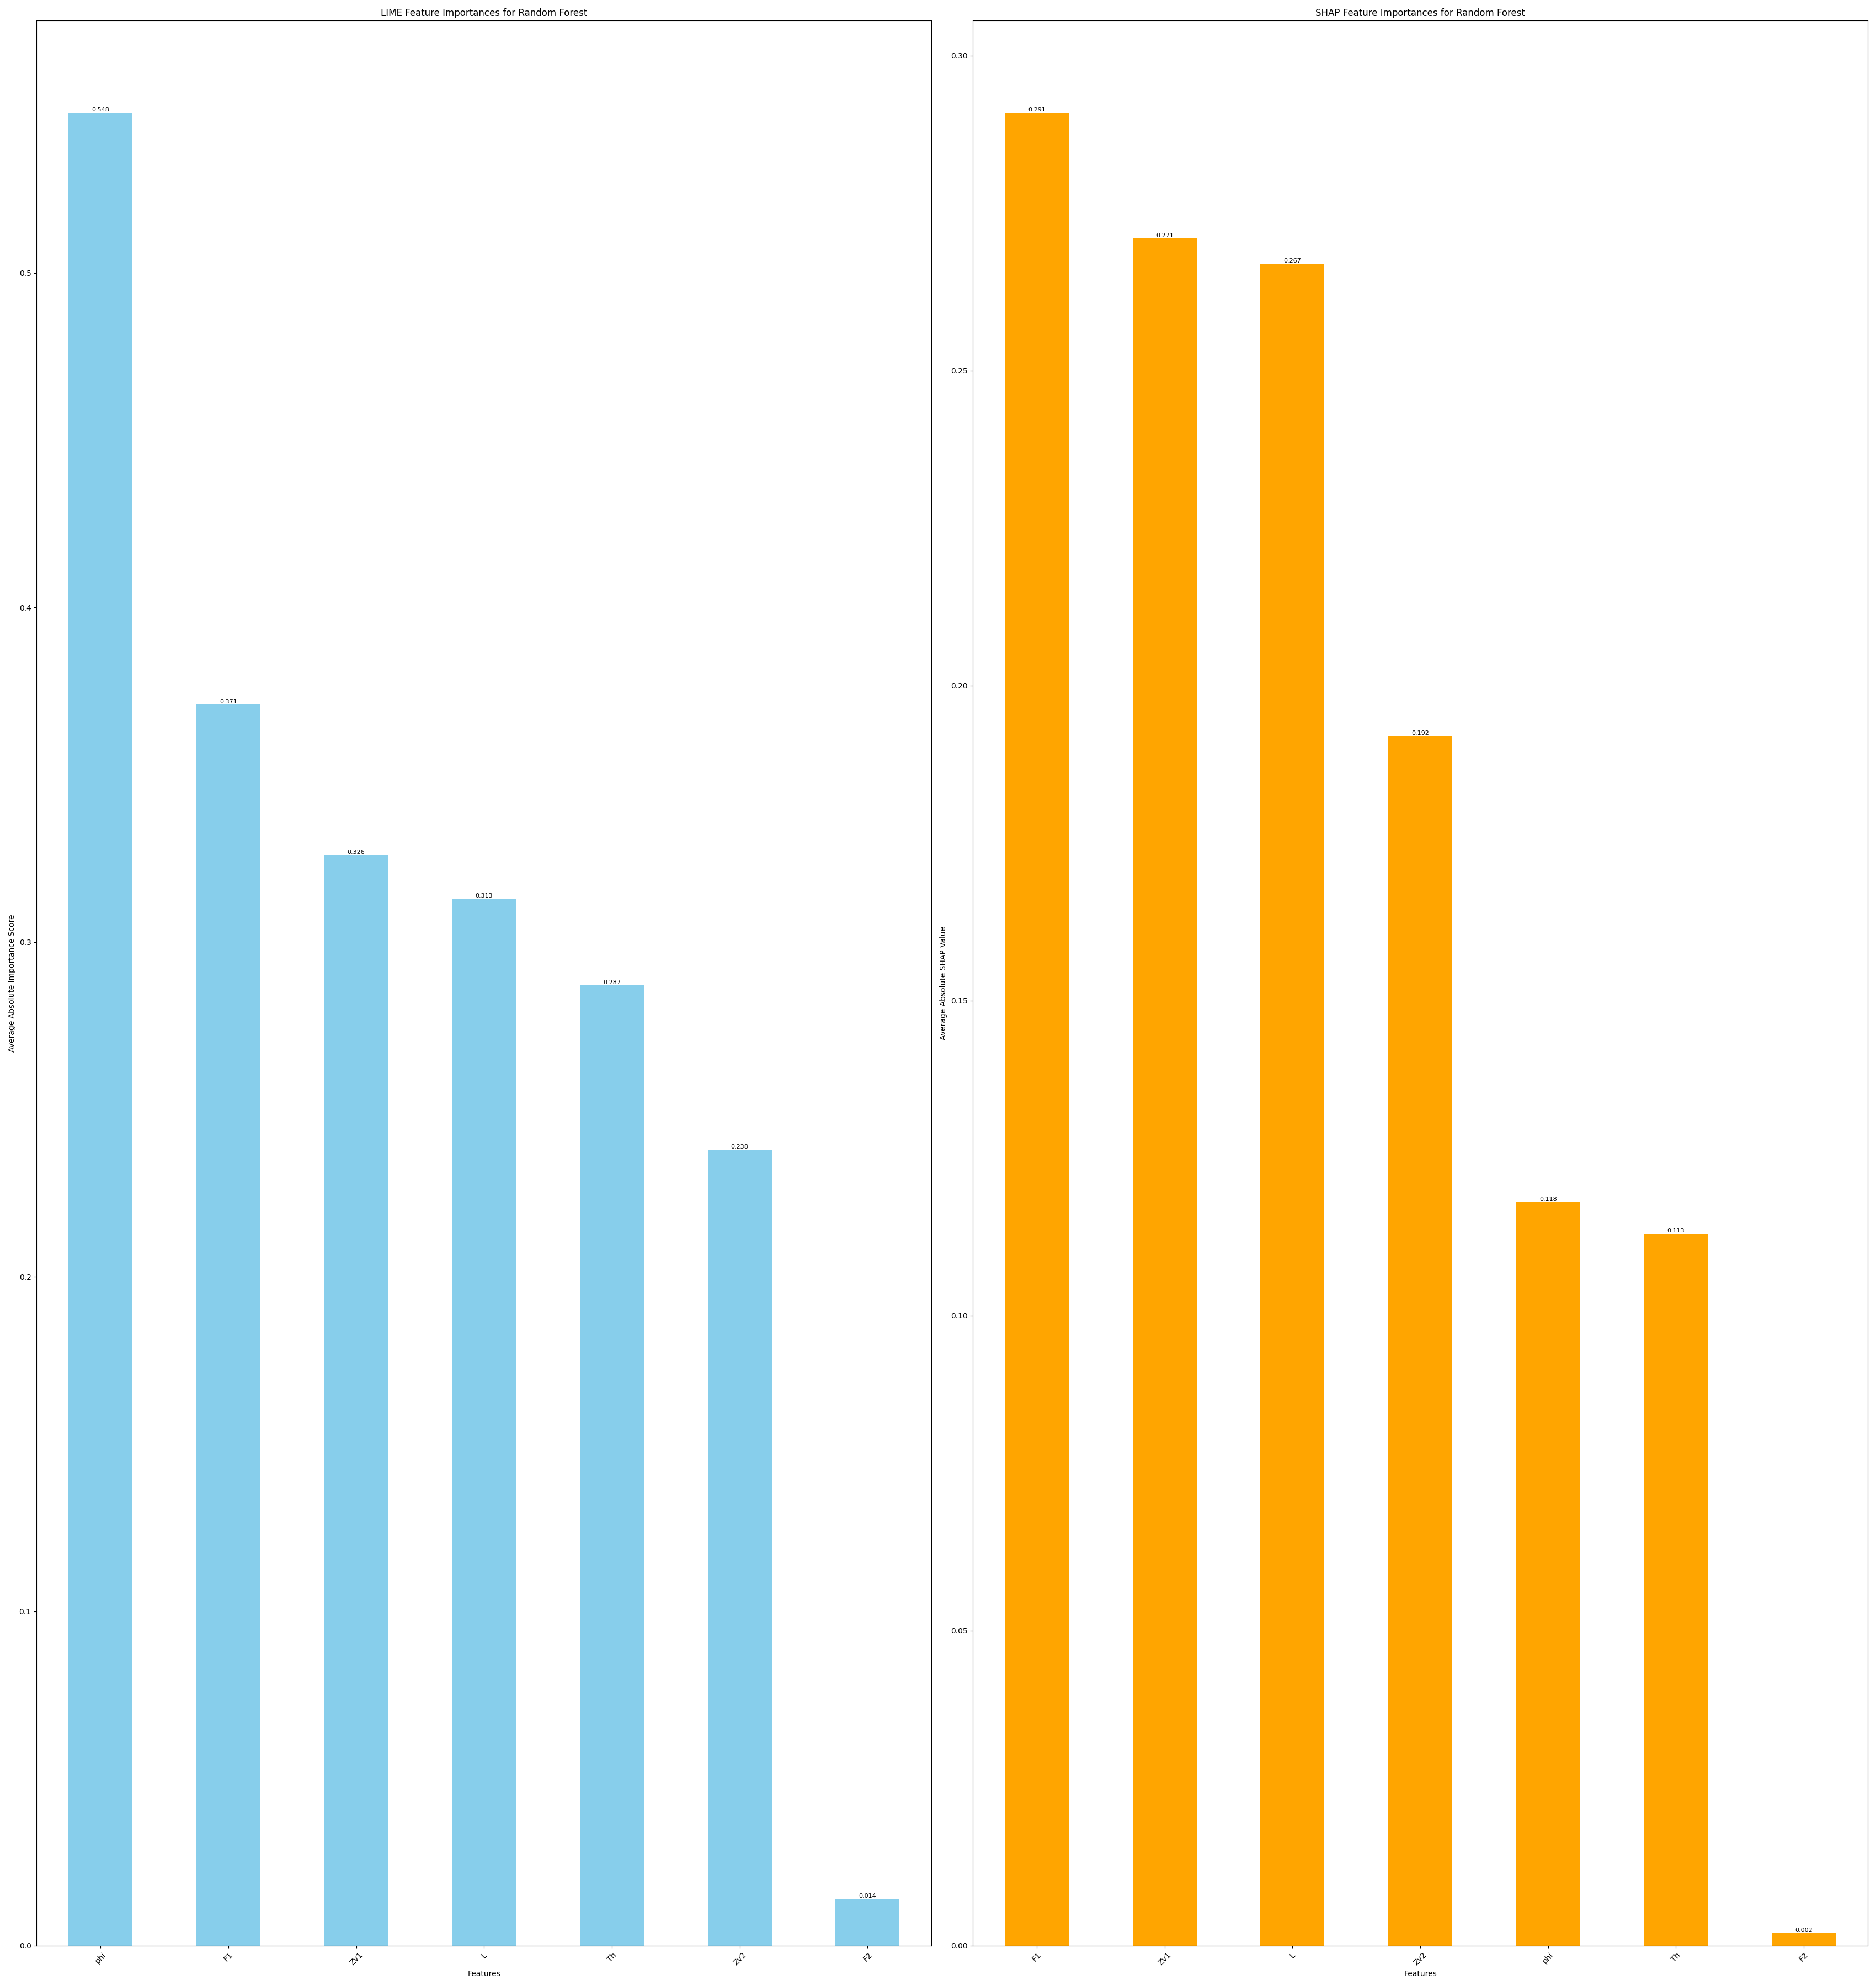 LIME Feature Importances for Random Forest
Average Absolute Importance Score
0.5
0.4
0.3
0.2
0.1
0.0
0.548
0.371
0.326
0.313
0.287
0.238
0.014
phi
F1
Zv1
L
Th
Zv2
F2
Features
SHAP Feature Importances for Random Forest
Average Absolute SHAP Value
0.30
0.25
0.20
0.15
0.10
0.05
0.00
0.291
0.271
0.267
0.192
0.118
0.113
0.002
F1
Zv1
L
Zv2
phi
Th
F2
Features